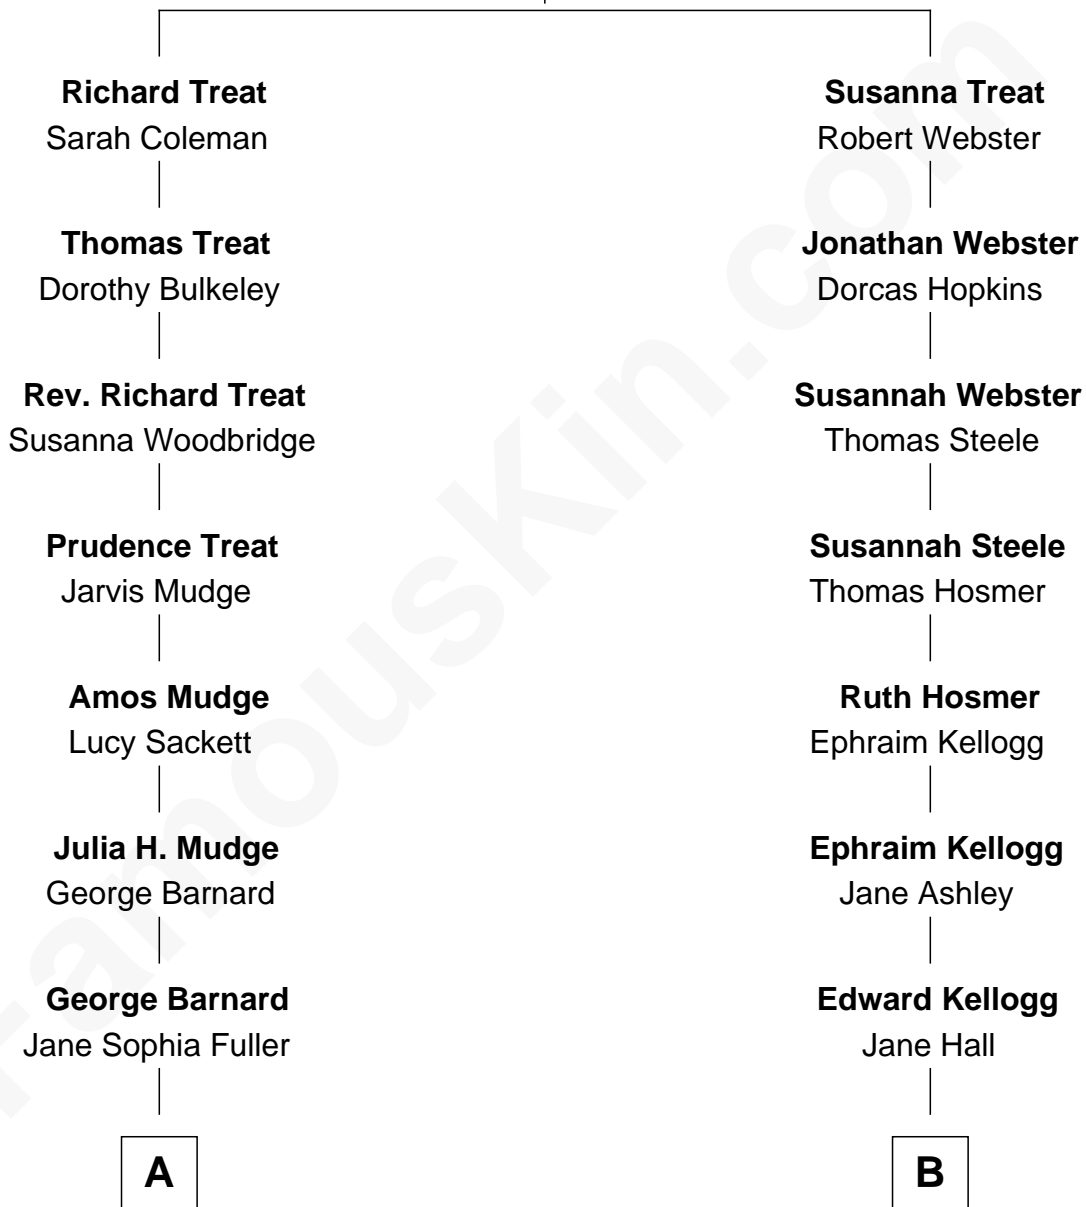 Richard Treat
Sarah Coleman
Thomas Treat
Dorothy Bulkeley
Rev. Richard Treat
Susanna Woodbridge
Prudence Treat
Jarvis Mudge
Amos Mudge
Lucy Sackett
Julia H. Mudge
George Barnard
George Barnard
Jane Sophia Fuller
A
Susanna Treat
Robert Webster
Jonathan Webster
Dorcas Hopkins
Susannah Webster
Thomas Steele
Susannah Steele
Thomas Hosmer
Ruth Hosmer
Ephraim Kellogg
Ephraim Kellogg
Jane Ashley
Edward Kellogg
Jane Hall
B
FamousKin.com